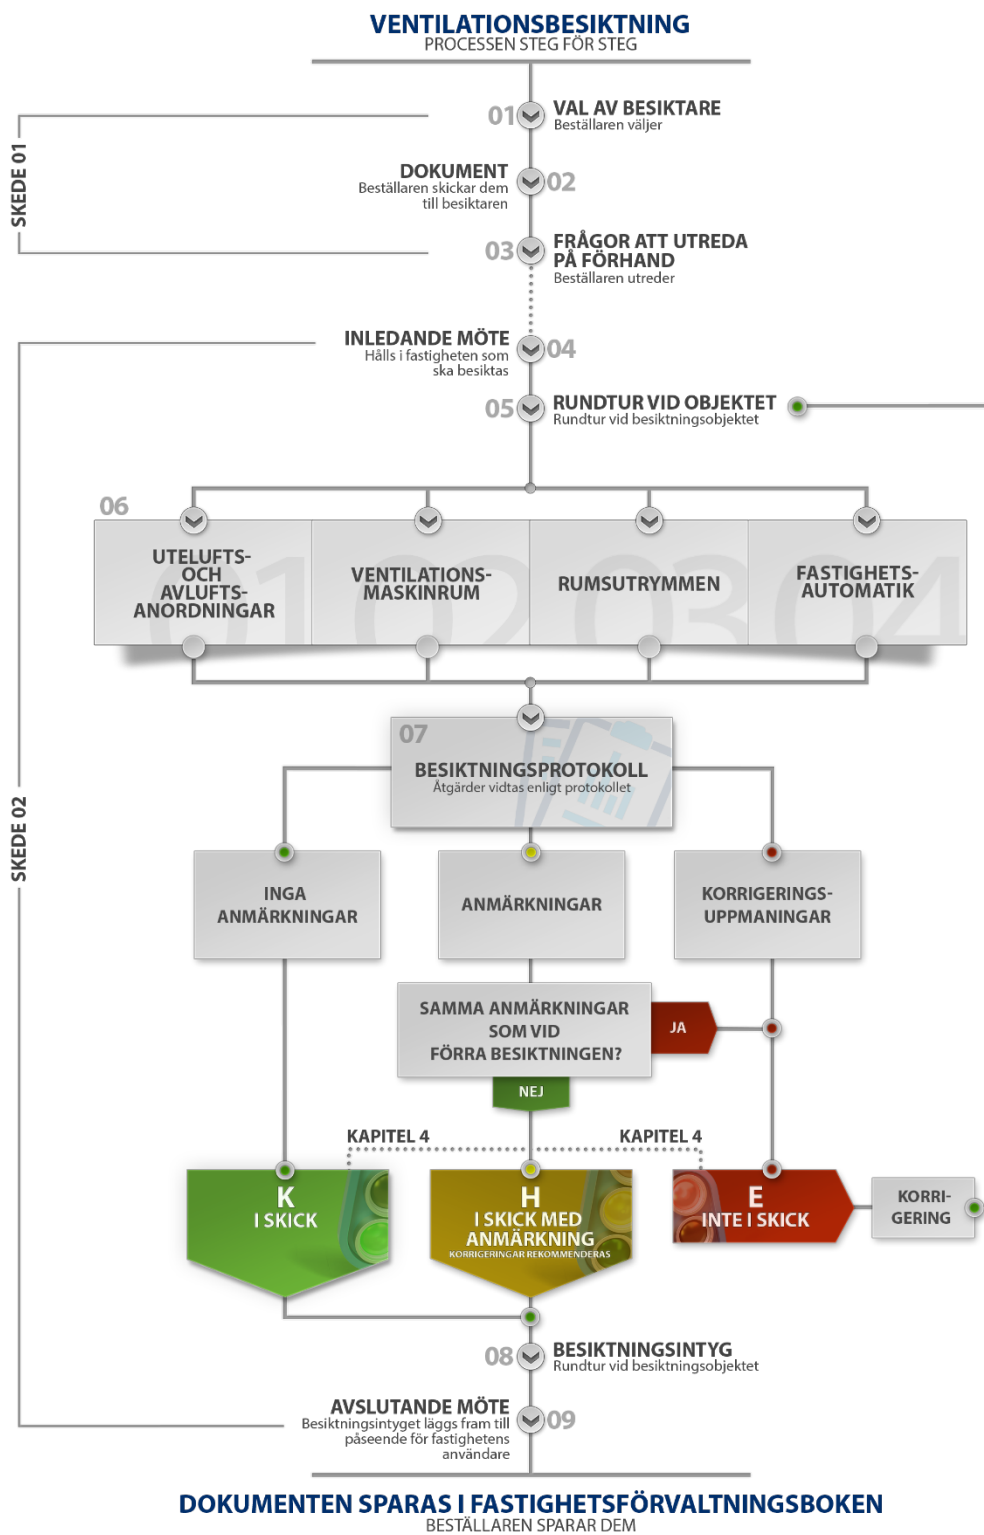 VENTILATIONSBESIKTNING
PROCESSEN STEG FÖR STEG
SKEDE 01
01
VAL AV BESIKTARE
Beställaren väljer
DOKUMENT
Beställaren skickar dem
till besiktaren
02
03
FRÅGOR ATT UTREDA
PÅ FÖRHAND
Beställaren utreder
SKEDE 02
INLEDANDE MÖTE
Hålls i fastigheten som
ska besiktas
04
05
RUNDTUR VID OBJEKTET
Rundtur vid besiktningsobjektet
06
01
UTELUFTS-
OCH
AVLUFTS-
ANORDNINGAR
02
VENTILATIONS-
MASKINRUM
03
RUMSUTRYMMEN
04
FASTIGHETS-
AUTOMATIK
07
BESIKTNINGSPROTOKOLL
Åtgärder vidtas enligt protokollet
INGA
ANMÄRKNINGAR
ANMÄRKNINGAR
KORRIGERINGS-
UPPMANINGAR
SAMMA ANMÄRKNINGAR
SOM VID
FÖRRA BESIKTNINGEN?
JA
NEJ
KAPITEL 4
KAPITEL 4
K
I SKICK
H
I SKICK MED
ANMÄRKNING
KORRIGERINGAR REKOMMENDERAS
E
INTE I SKICK
KORRI-
GERING
08
BESIKTNINGSINTYG
Rundtur vid besiktningsobjektet
AVSLUTANDE MÖTE
Besiktningsintyget läggs fram till
påseende för fastighetens
användare
09
DOKUMENTEN SPARAS I FASTIGHETSFÖRVALTNINGSBOKEN
BESTÄLLAREN SPARAR DEM